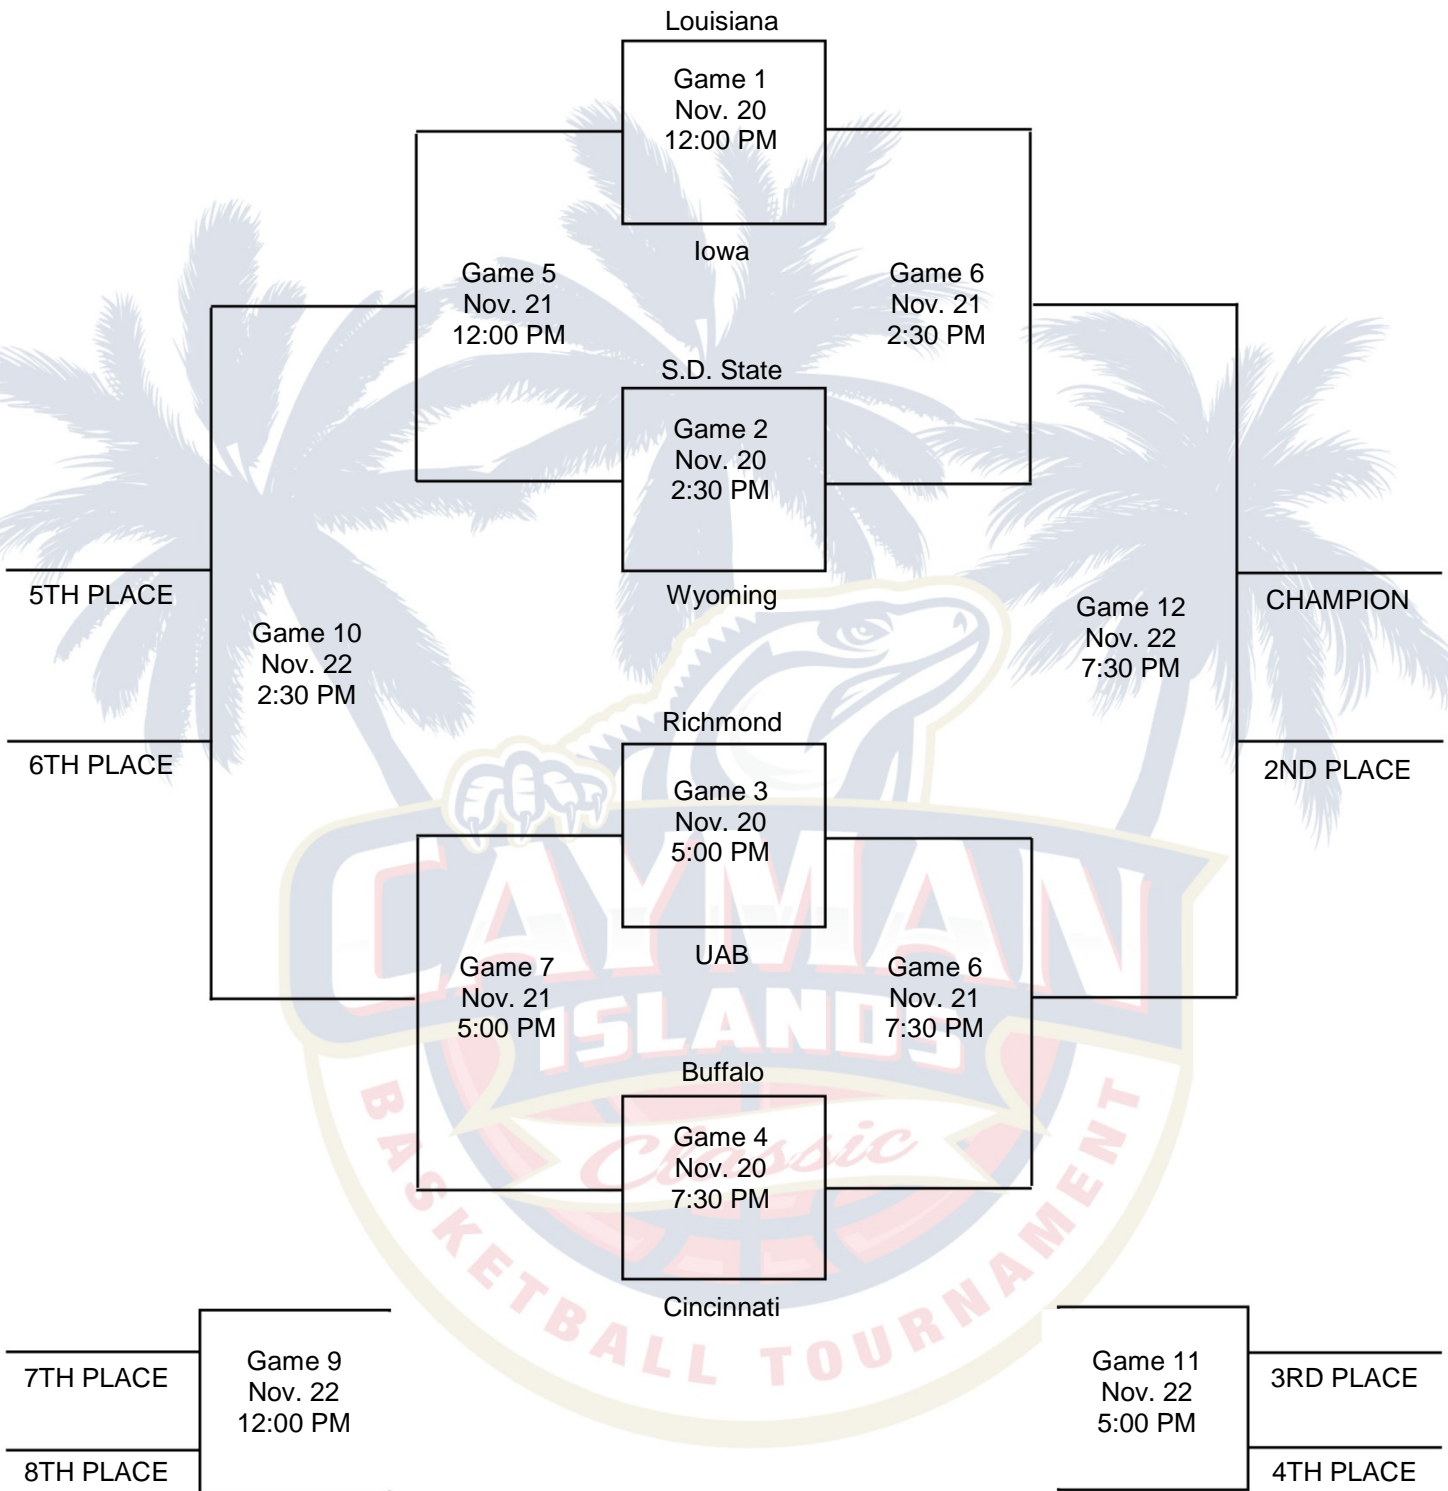 Louisiana
Game 1
Nov. 20
12:00 PM
Iowa
Game 5
Nov. 21
12:00 PM
Game 6
Nov. 21
2:30 PM
S.D. State
Game 2
Nov. 20
2:30 PM
Wyoming
5TH PLACE
6TH PLACE
Game 10
Nov. 22
2:30 PM
Game 12
Nov. 22
7:30 PM
CHAMPION
2ND PLACE
Richmond
Game 3
Nov. 20
5:00 PM
UAB
Game 7
Nov. 21
5:00 PM
Game 6
Nov. 21
7:30 PM
Buffalo
Game 4
Nov. 20
7:30 PM
Cincinnati
CAYMAN
ISLANDS
Classic
BASKETBALL TOURNAMENT
7TH PLACE
8TH PLACE
Game 9
Nov. 22
12:00 PM
Game 11
Nov. 22
5:00 PM
3RD PLACE
4TH PLACE